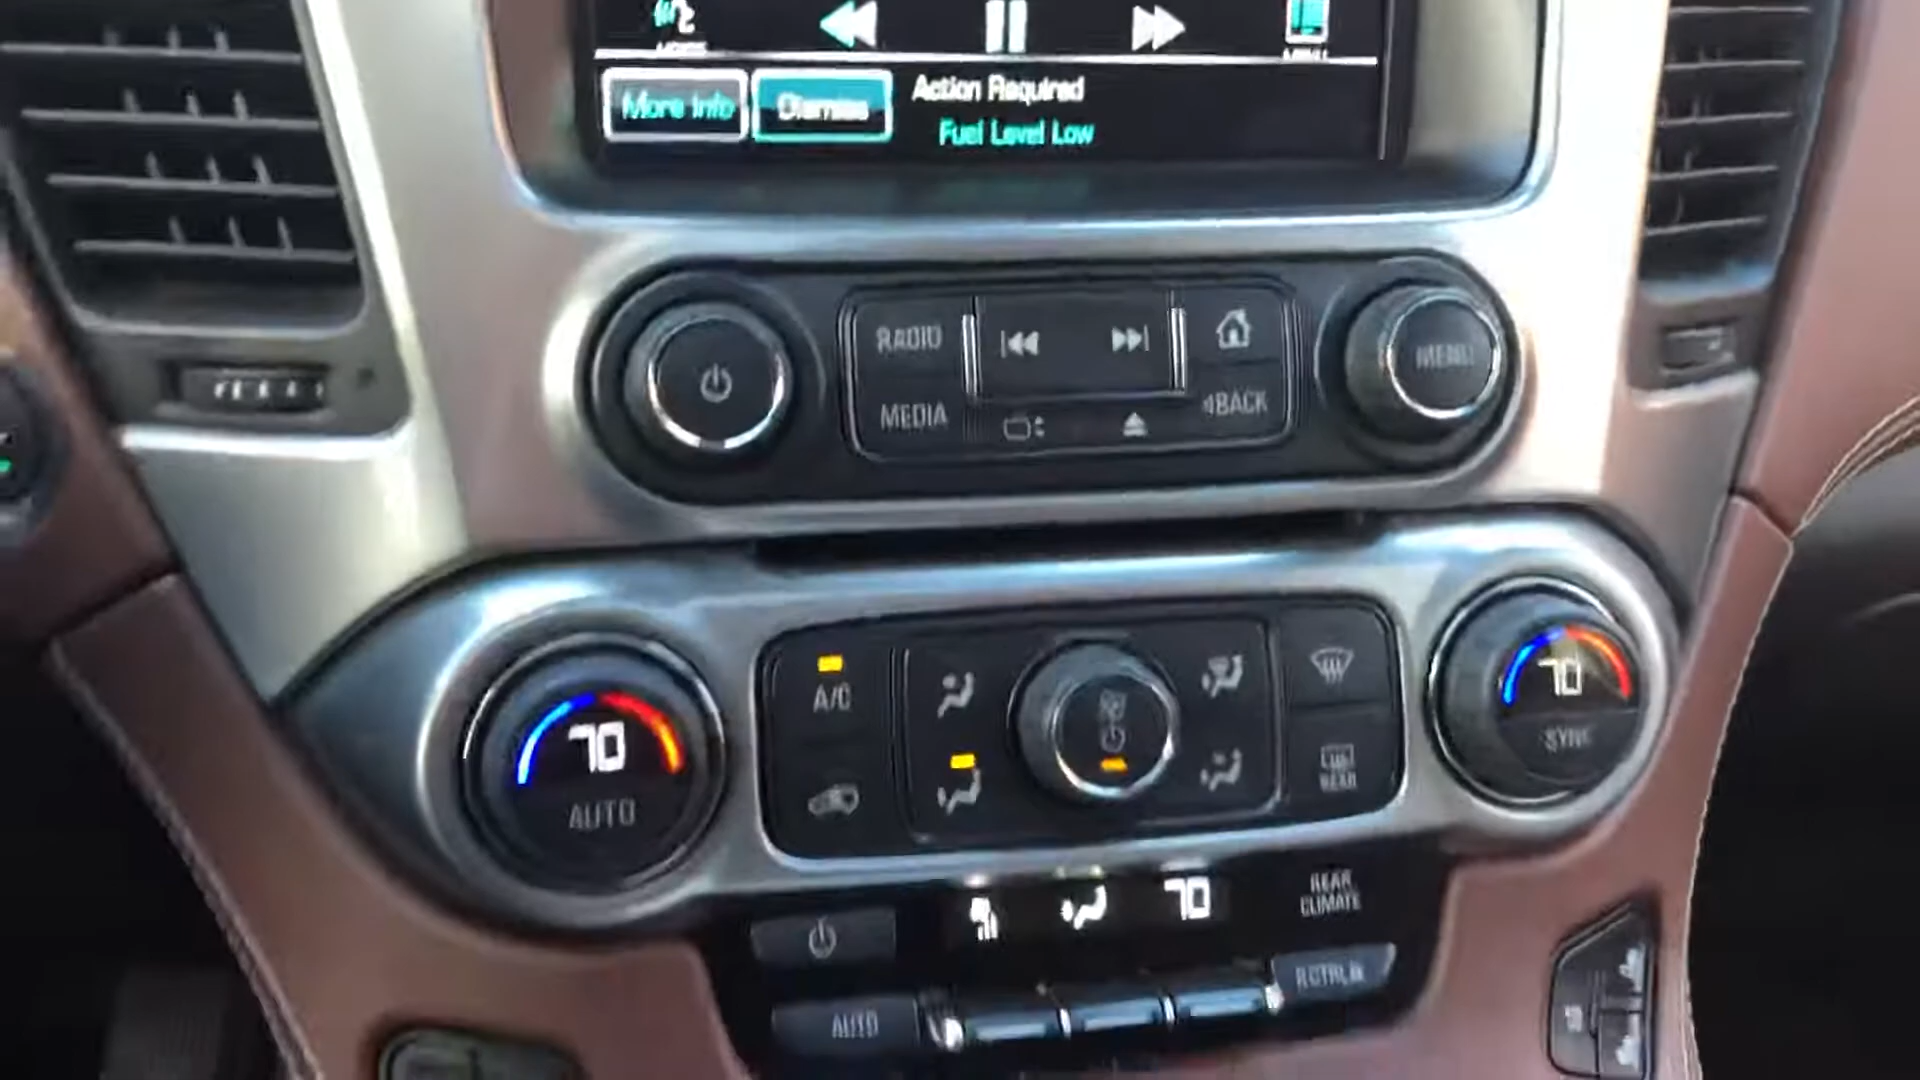 More Info
Dismiss
Action Required
Fuel Level Low
RADIO
MEDIA
BACK
MENU
A/C
70
AUTO
70
SYNC
REAR
70
REAR
CLIMATE
AUTO